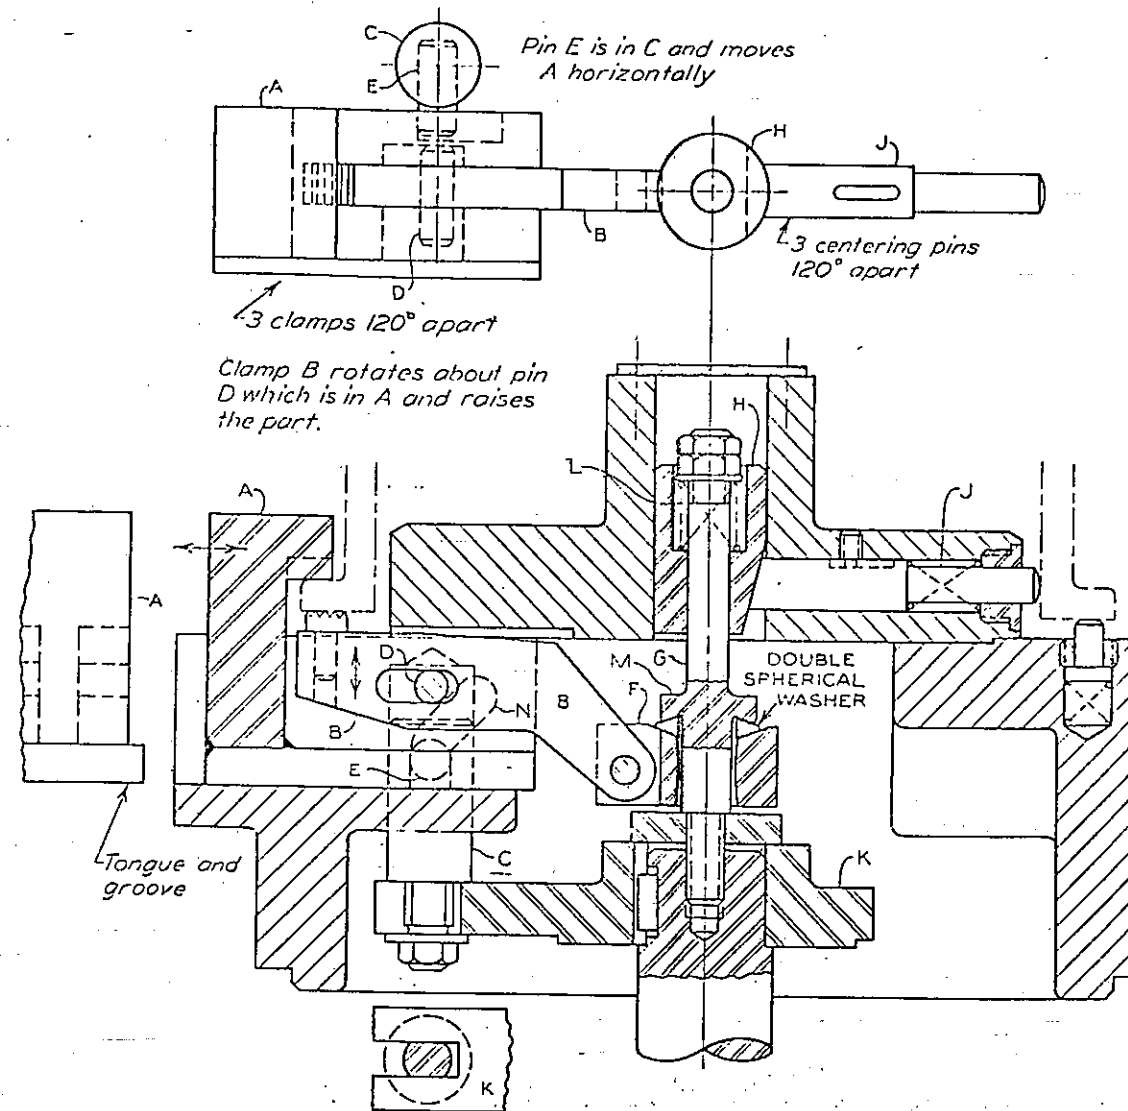 C
Pin E is in C and moves
A horizontally
E
A
H
J
B
3 centering pins
120° apart
D
3 clamps 120° apart
Clamp B rotates about pin
D which is in A and raises
the part.
H
L
A
J
A
D
G
M
DOUBLE
SPHERICAL
WASHER
F
N
B
B
E
Tongue and
groove
C
K
K